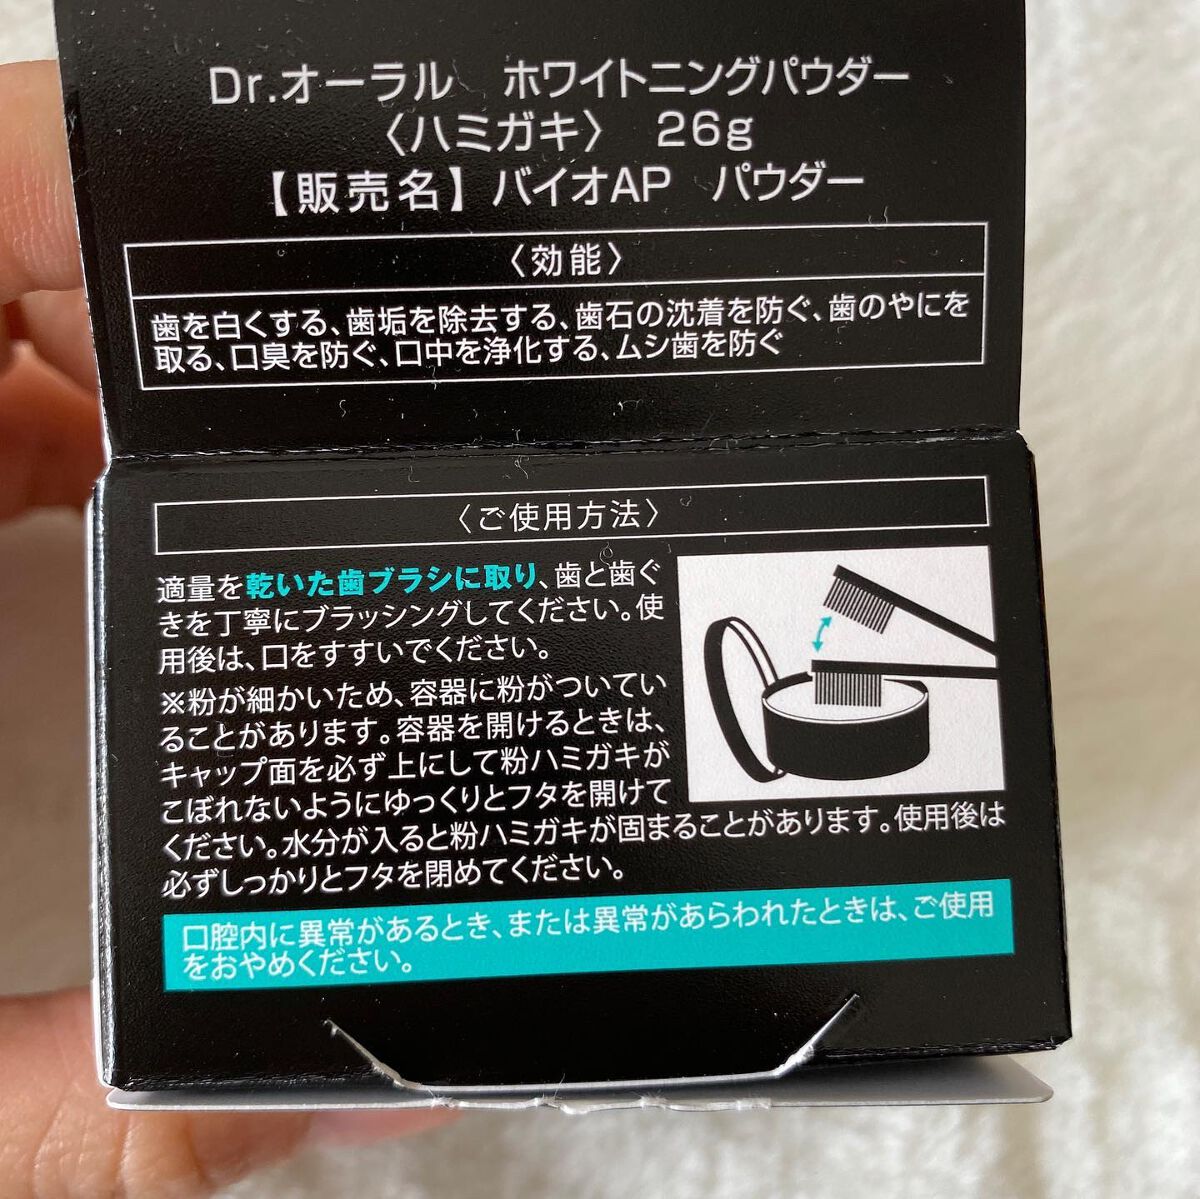 Dr.オーラル　ホワイトニングパウダー
〈ハミガキ〉　26g
【販売名】バイオAP　パウダー
〈効能〉
歯を白くする、歯垢を除去する、歯石の沈着を防ぐ、歯のやにを
取る、口臭を防ぐ、口中を浄化する、ムシ歯を防ぐ
〈ご使用方法〉
適量を乾いた歯ブラシに取り、歯と歯ぐ
きを丁寧にブラッシングしてください。使
用後は、口をすすいでください。
※粉が細かいため、容器に粉がついてい
ることがあります。容器を開けるときは、
キャップ面を必ず上にして粉ハミガキが
こぼれないようにゆっくりとフタを開けて
ください。水分が入ると粉ハミガキが固まることがあります。使用後は
必ずしっかりとフタを閉めてください。
口腔内に異常があるとき、または異常があらわれたときは、ご使用
をおやめください。